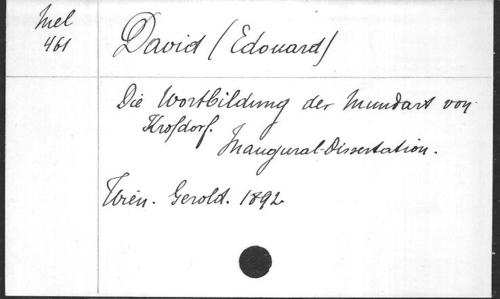 Mel
461
David (Edouard)
Die Wortbildung der Mundart von
Krofdorf.
Inaugural-Dissertation.
Wien. Gerold. 1892